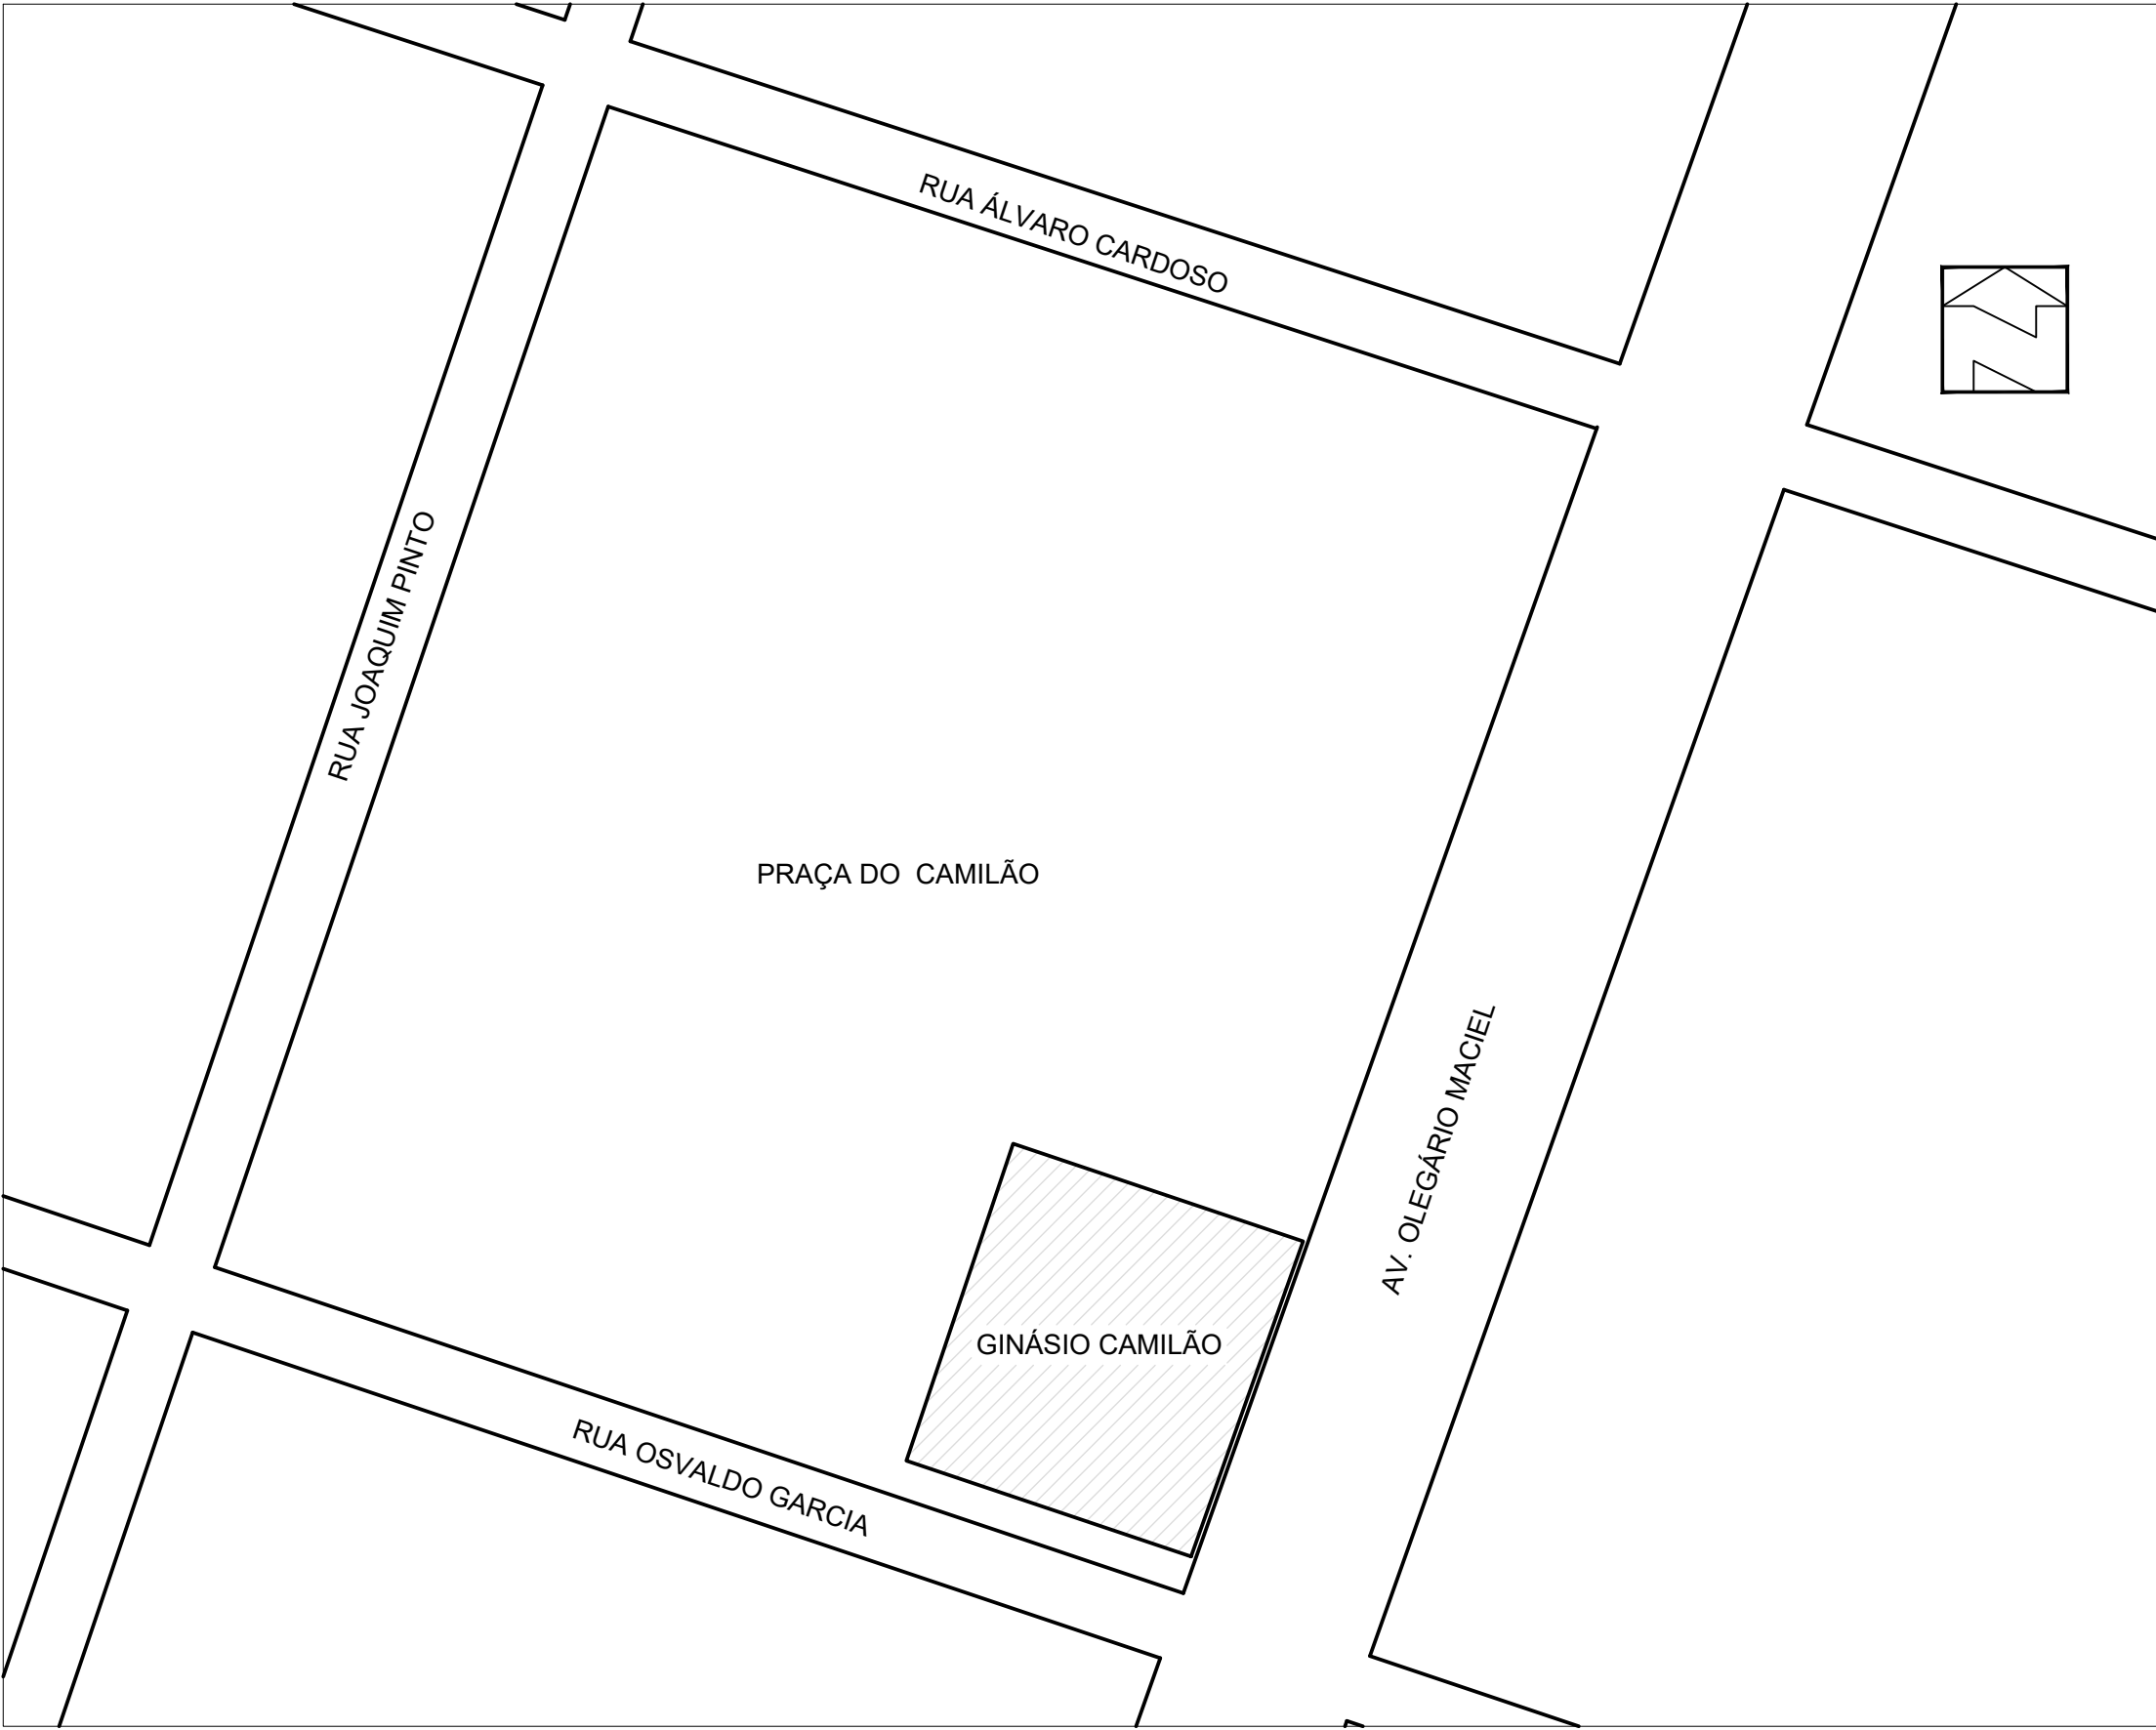 RUA ÁLVARO CARDOSO
RUA JOAQUIM PINTO
PRAÇA DO CAMILÃO
AV. OLEGÁRIO MACIEL
GINÁSIO CAMILÃO
RUA OSVALDO GARCIA